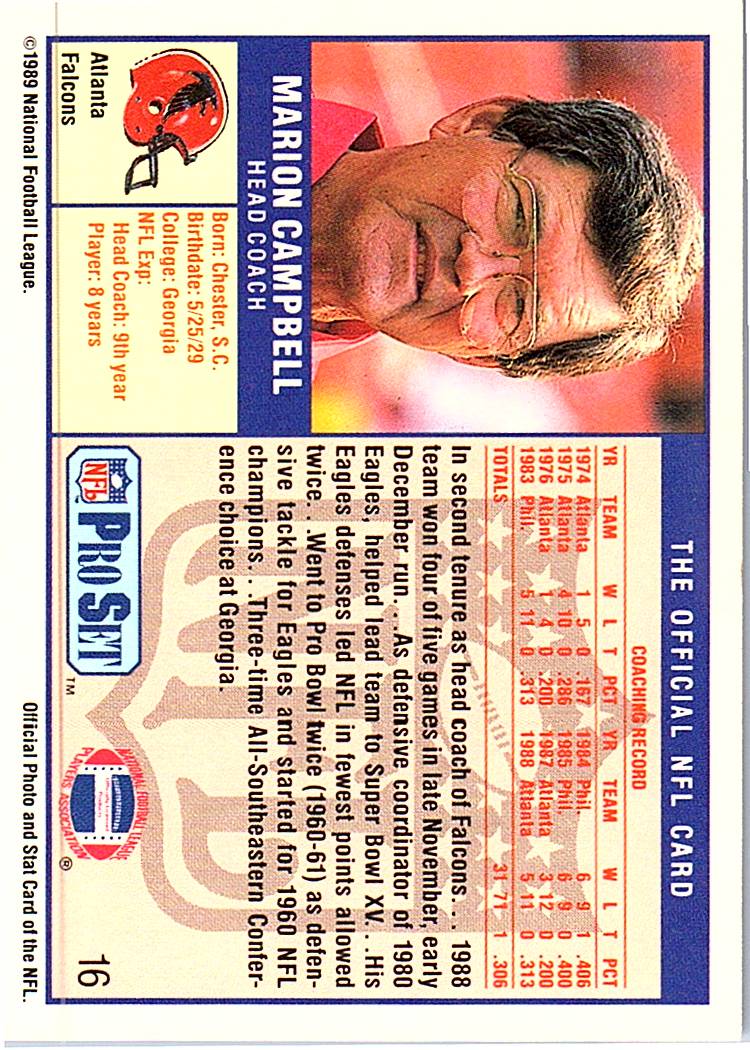 THE OFFICIAL NFL CARD
MARION CAMPBELL
HEAD COACH
Atlanta
Falcons
Born: Chester, S.C.
Birthdate: 5/25/29
College: Georgia
NFL Exp:
Head Coach: 9th year
Player: 8 years
COACHING RECORD
YR TEAM W L T PCT YR TEAM W L T PCT
1974 Atlanta 1 5 0 .167 1984 Phil. 6 9 1 .406
1975 Atlanta 4 10 0 .286 1985 Phil. 6 9 0 .400
1976 Atlanta 1 4 0 .200 1987 Atlanta 3 12 0 .200
1983 Phil. 5 11 0 .313 1988 Atlanta 5 11 0 .313
TOTALS 31 71 1 .306
In second tenure as head coach of Falcons. . . 1988
team won four of five games in late November, early
December run. . .As defensive coordinator of 1980
Eagles, helped lead team to Super Bowl XV. . .His
Eagles defenses led NFL in fewest points allowed
twice. . .Went to Pro Bowl twice (1960-61) as defen-
sive tackle for Eagles and started for 1960 NFL
champions. . .Three-time All-Southeastern Confer-
ence choice at Georgia.
NFL
NFL PRO SET ™
NATIONAL FOOTBALL LEAGUE
PLAYERS ASSOCIATION
®
16
©1989 National Football League.
Official Photo and Stat Card of the NFL.